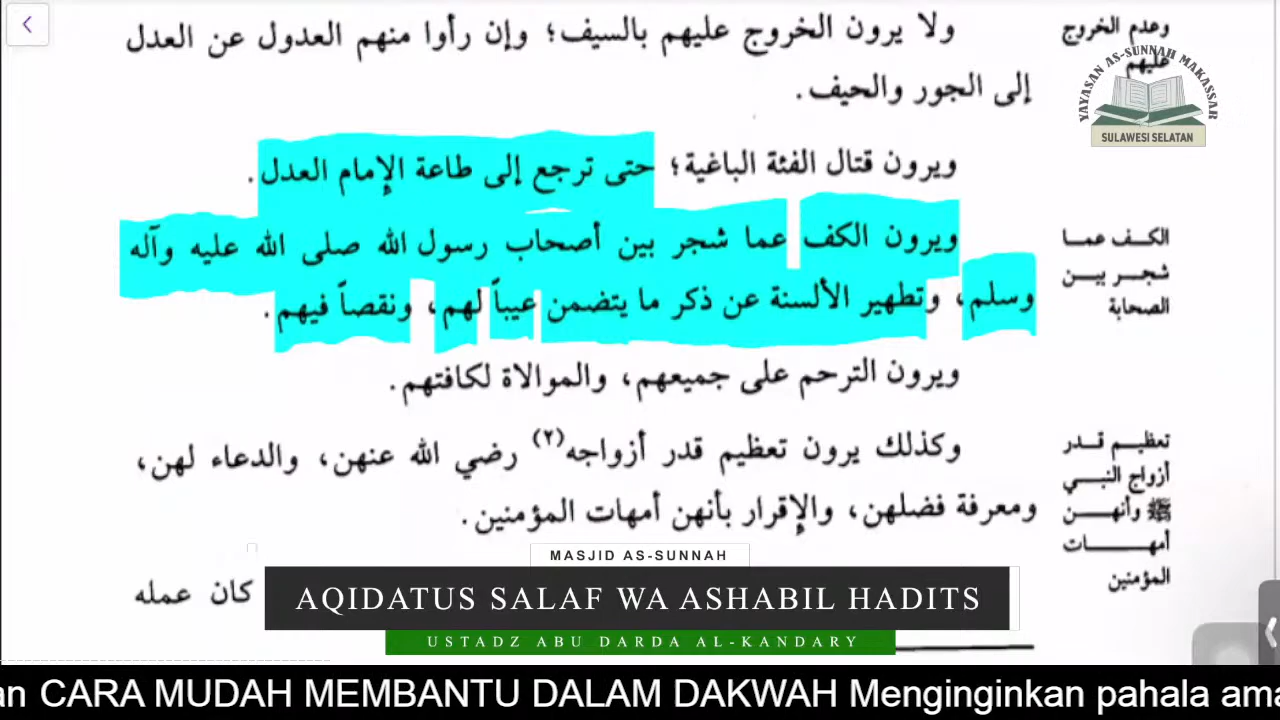 وعدم الخروج
عليهم
ولا يرون الخروج عليهم بالسيف؛ وإن رأوا منهم العدول عن العدل
إلى الجور والحيف.
YAYASAN AS-SUNNAH MAKASSAR
SULAWESI SELATAN
ويرون قتال الفئة الباغية؛ حتى ترجع إلى طاعة الإمام العدل.
الكف عما
شجر بين
الصحابة
ويرون الكف عما شجر بين أصحاب رسول الله صلى الله عليه وآله
وسلم، وتطهير الألسنة عن ذكر ما يتضمن عيباً لهم، ونقصاً فيهم.
ويرون الترحم على جميعهم، والموالاة لكافتهم.
تعظيم قدر
أزواج النبي
ﷺ وأنهن
أمهات
المؤمنين
وكذلك يرون تعظيم قدر أزواجه(٢) رضي الله عنهن، والدعاء لهن،
ومعرفة فضلهن، والإقرار بأنهن أمهات المؤمنين.
كان عمله
MASJID AS-SUNNAH
AQIDATUS SALAF WA ASHABIL HADITS
USTADZ ABU DARDA AL-KANDARY
an CARA MUDAH MEMBANTU DALAM DAKWAH Menginginkan pahala ama